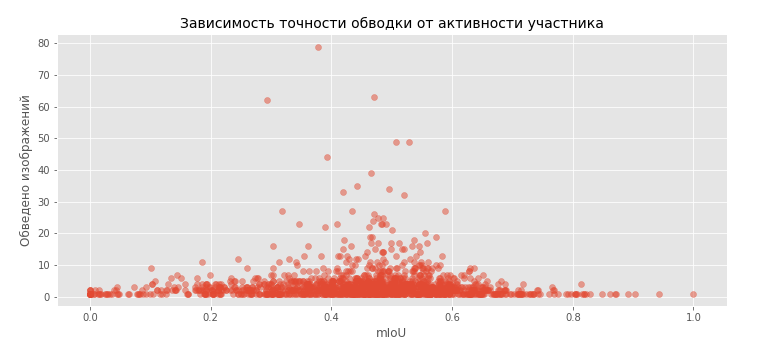 Зависимость точности обводки от активности участника
Обведено изображений
80
70
60
50
40
30
20
10
0
0.0 0.2 0.4 0.6 0.8 1.0
mIoU